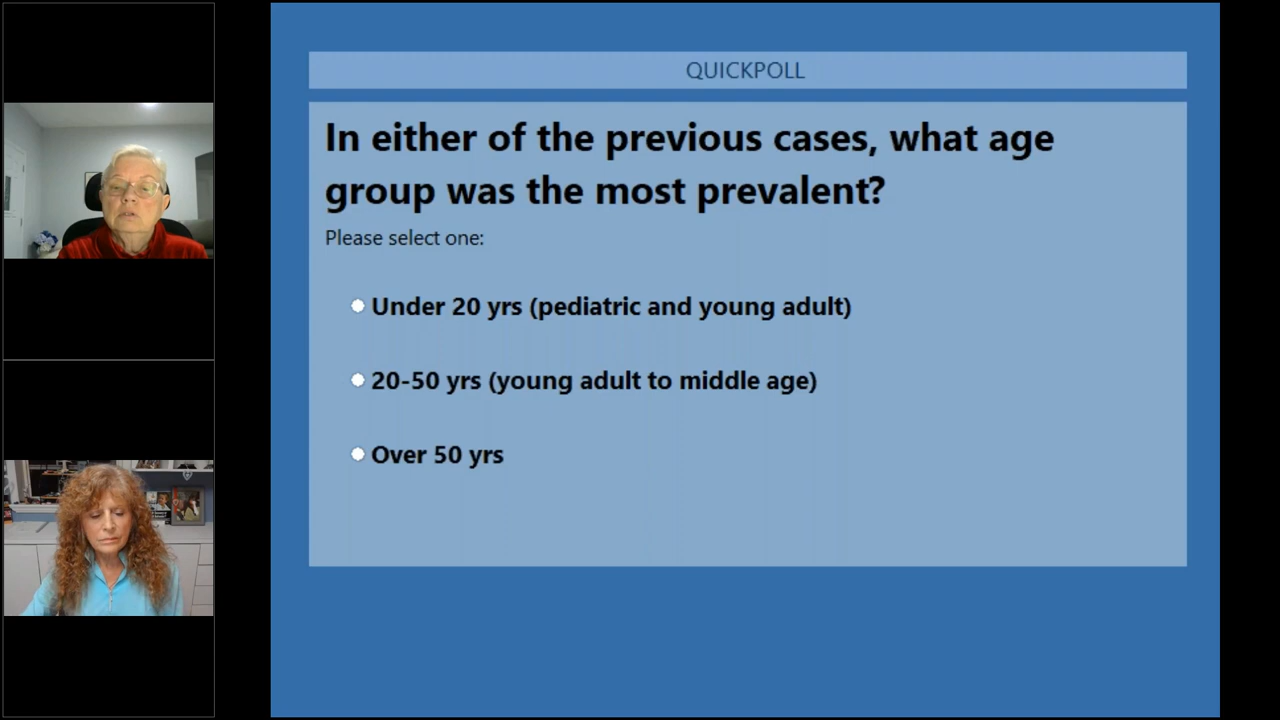 QUICKPOLL
In either of the previous cases, what age
group was the most prevalent?
Please select one:
Under 20 yrs (pediatric and young adult)
20-50 yrs (young adult to middle age)
Over 50 yrs